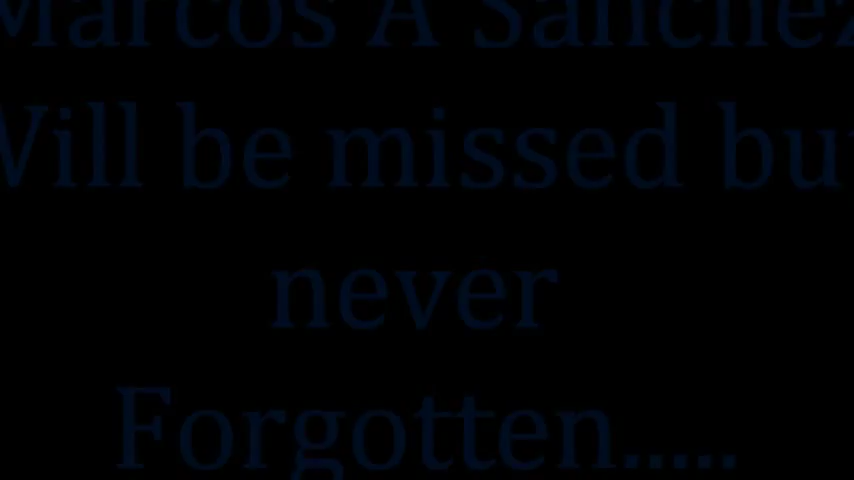 Marcos A Sanchez
Will be missed but
never
Forgotten.....